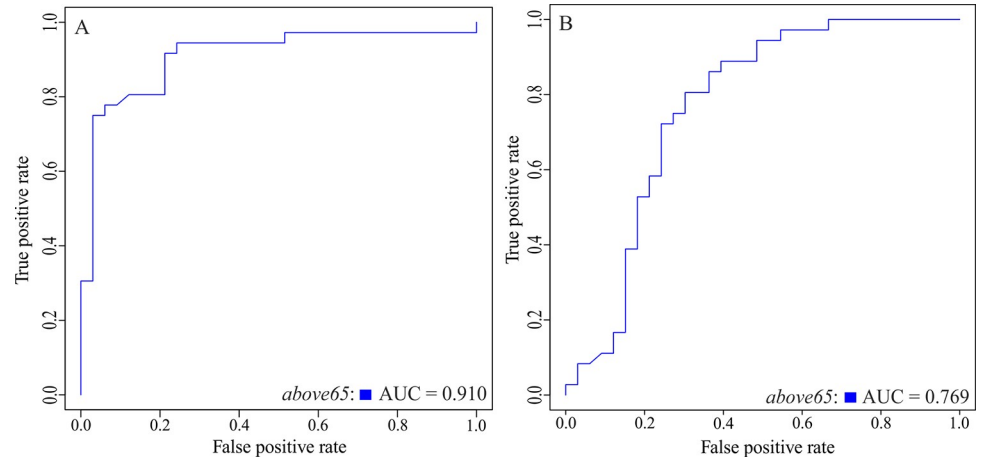 A
True positive rate
1.0
0.8
0.6
0.4
0.2
0.0
above65: AUC = 0.910
0.0 0.2 0.4 0.6 0.8 1.0
False positive rate
B
True positive rate
1.0
0.8
0.6
0.4
0.2
0.0
above65: AUC = 0.769
0.0 0.2 0.4 0.6 0.8 1.0
False positive rate